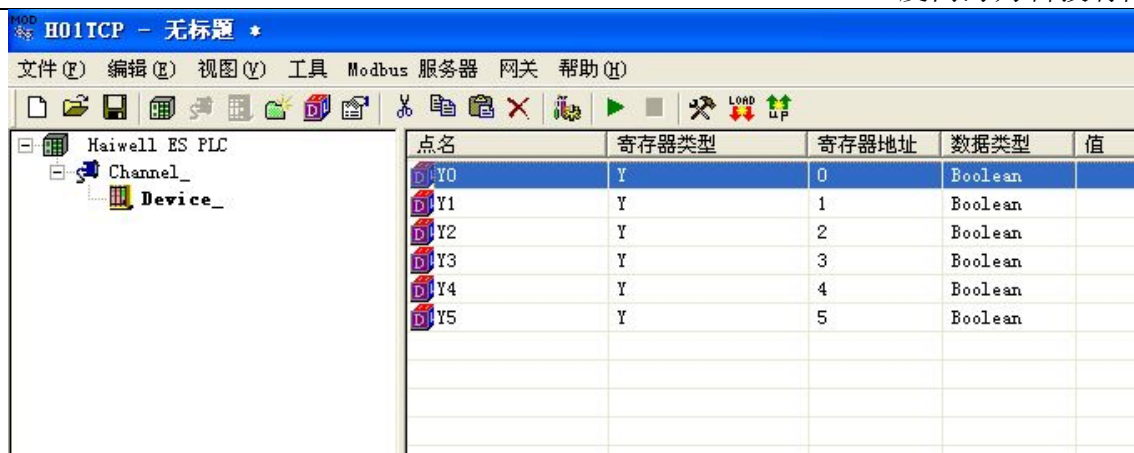 H01TCP - 无标题 *
文件(F) 编辑(E) 视图(V) 工具 Modbus 服务器 网关 帮助(H)
LOAD UP
Haiwell ES PLC
Channel_
Device_
点名 寄存器类型 寄存器地址 数据类型 值
Y0 Y 0 Boolean
Y1 Y 1 Boolean
Y2 Y 2 Boolean
Y3 Y 3 Boolean
Y4 Y 4 Boolean
Y5 Y 5 Boolean